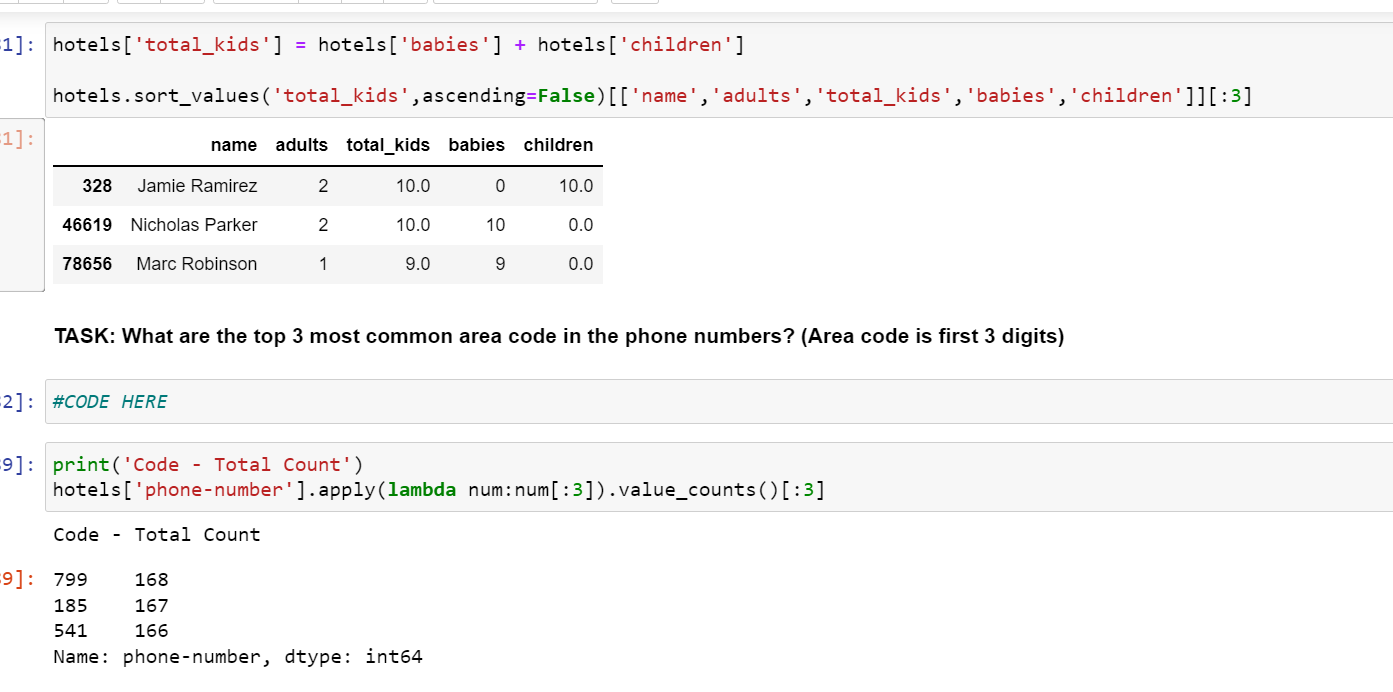 1]: hotels['total_kids'] = hotels['babies'] + hotels['children']
hotels.sort_values('total_kids',ascending=False)[['name','adults','total_kids','babies','children']][:3]
1]:
name adults total_kids babies children
328 Jamie Ramirez 2 10.0 0 10.0
46619 Nicholas Parker 2 10.0 10 0.0
78656 Marc Robinson 1 9.0 9 0.0
TASK: What are the top 3 most common area code in the phone numbers? (Area code is first 3 digits)
2]: #CODE HERE
9]: print('Code - Total Count')
hotels['phone-number'].apply(lambda num:num[:3]).value_counts()[:3]
Code - Total Count
9]: 799 168
185 167
541 166
Name: phone-number, dtype: int64